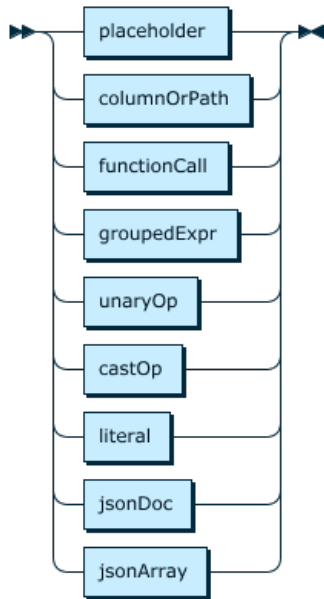 placeholder
columnOrPath
functionCall
groupedExpr
unaryOp
castOp
literal
jsonDoc
jsonArray